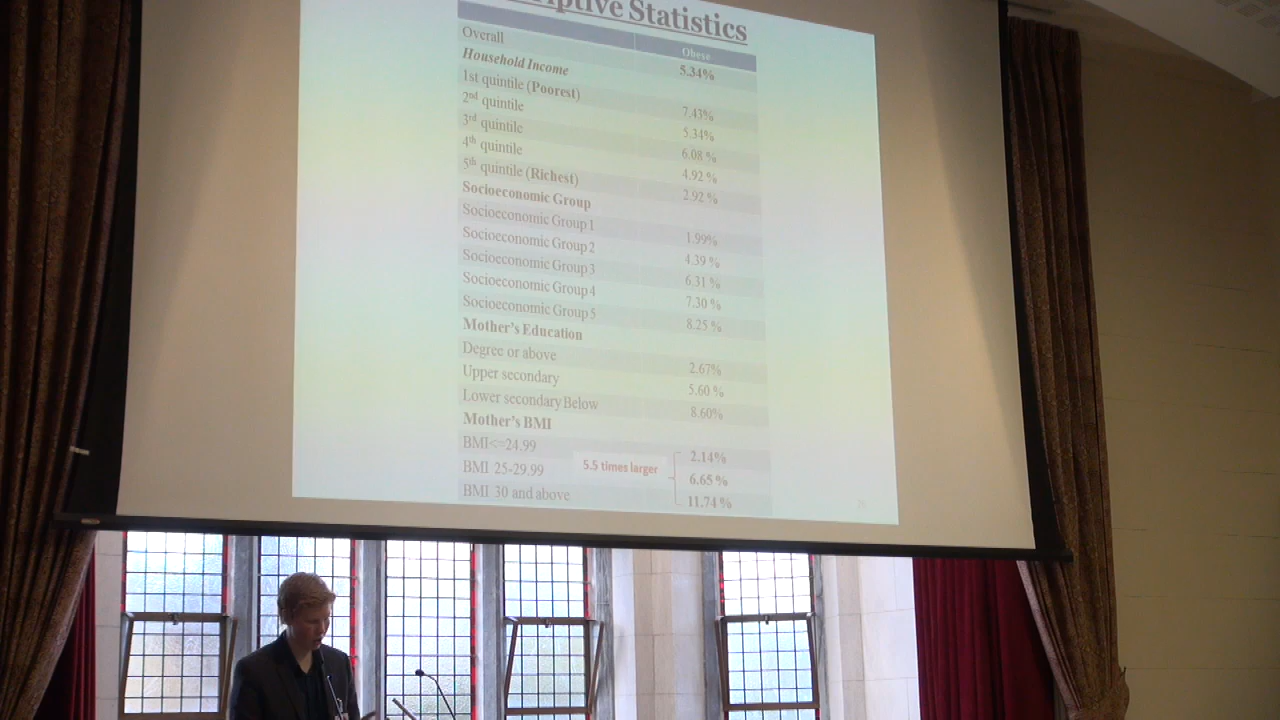 riptive Statistics
Obese
Overall 5.34%
Household Income
1st quintile (Poorest) 7.43%
2nd quintile 5.34%
3rd quintile 6.08 %
4th quintile 4.92 %
5th quintile (Richest) 2.92 %
Socioeconomic Group
Socioeconomic Group 1 1.99%
Socioeconomic Group 2 4.39 %
Socioeconomic Group 3 6.31 %
Socioeconomic Group 4 7.30 %
Socioeconomic Group 5 8.25 %
Mother's Education
Degree or above 2.67%
Upper secondary 5.60 %
Lower secondary Below 8.60%
Mother's BMI
BMI<=24.99 2.14%
BMI 25-29.99 5.5 times larger 6.65 %
BMI 30 and above 11.74 %